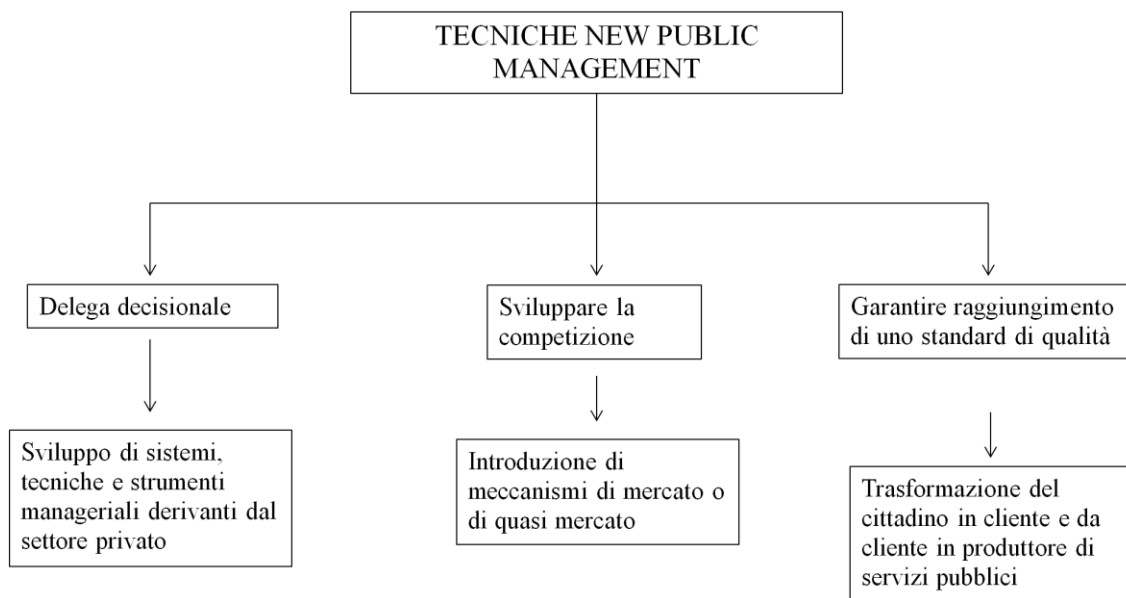 TECNICHE NEW PUBLIC
MANAGEMENT
Delega decisionale
Sviluppare la
competizione
Garantire raggiungimento
di uno standard di qualità
Sviluppo di sistemi,
tecniche e strumenti
manageriali derivanti dal
settore privato
Introduzione di
meccanismi di mercato o
di quasi mercato
Trasformazione del
cittadino in cliente e da
cliente in produttore di
servizi pubblici